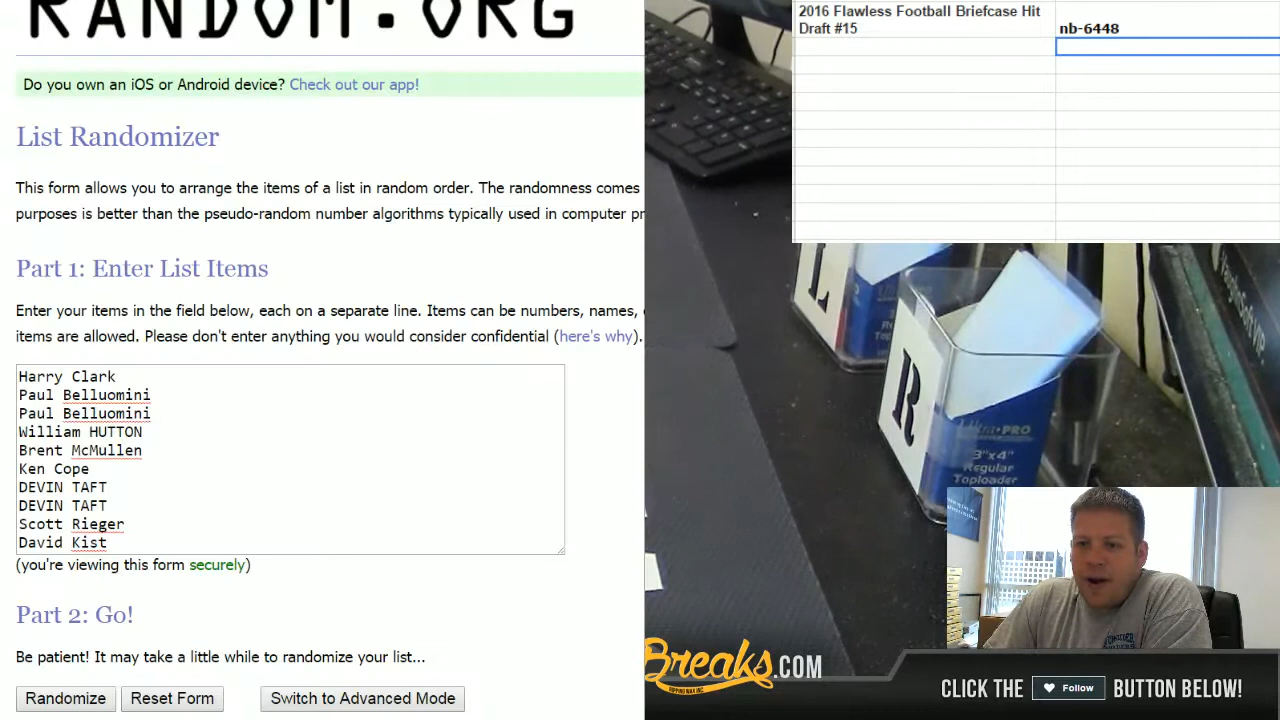 RANDOM.ORG
Do you own an iOS or Android device? Check out our app!
List Randomizer
This form allows you to arrange the items of a list in random order. The randomness comes
purposes is better than the pseudo-random number algorithms typically used in computer pr
Part 1: Enter List Items
Enter your items in the field below, each on a separate line. Items can be numbers, names,
items are allowed. Please don't enter anything you would consider confidential (here's why).
Harry Clark
Paul Belluomini
Paul Belluomini
William HUTTON
Brent McMullen
Ken Cope
DEVIN TAFT
DEVIN TAFT
Scott Rieger
David Kist
(you're viewing this form securely)
Part 2: Go!
Be patient! It may take a little while to randomize your list...
Randomize
Reset Form
Switch to Advanced Mode
2016 Flawless Football Briefcase Hit
Draft #15
nb-6448
L
R
Ultra•PRO
3"x4"
Regular
Toploader
Breaks.COM
CLICK THE
Follow
BUTTON BELOW!